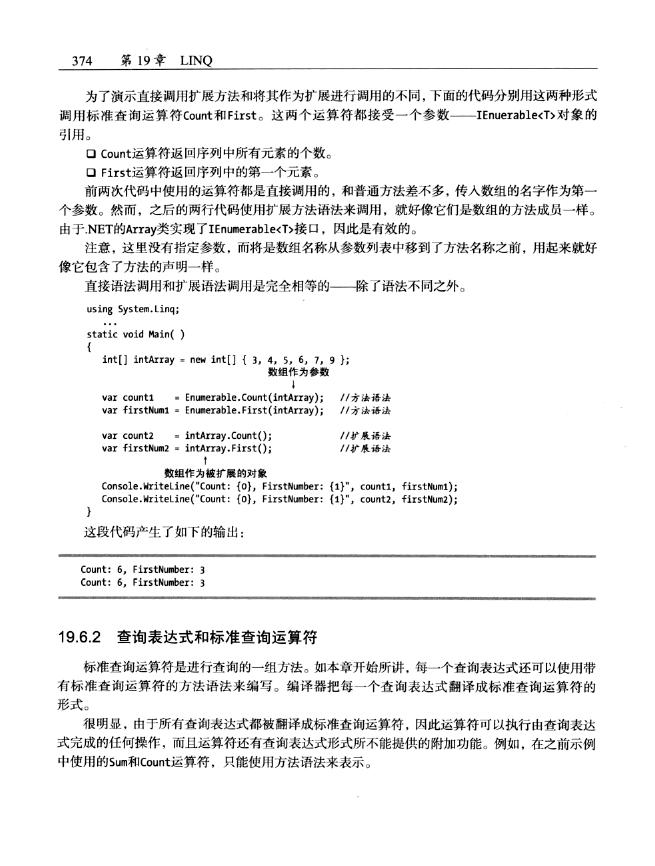 374 第 19 章 LINQ
为了演示直接调用扩展方法和将其作为扩展进行调用的不同，下面的代码分别用这两种形式
调用标准查询运算符Count和First。这两个运算符都接受一个参数——IEnuerable<T>对象的
引用。
❑ Count运算符返回序列中所有元素的个数。
❑ First运算符返回序列中的第一个元素。
前两次代码中使用的运算符都是直接调用的，和普通方法差不多，传入数组的名字作为第一
个参数。然而，之后的两行代码使用扩展方法语法来调用，就好像它们是数组的方法成员一样。
由于.NET的Array类实现了IEnumerable<T>接口，因此是有效的。
注意，这里没有指定参数，而将是数组名称从参数列表中移到了方法名称之前，用起来就好
像它包含了方法的声明一样。
直接语法调用和扩展语法调用是完全相等的——除了语法不同之外。
using System.Linq;
...
static void Main( )
{
int[] intArray = new int[] { 3, 4, 5, 6, 7, 9 };
数组作为参数
↓
var count1 = Enumerable.Count(intArray); //方法语法
var firstNum1 = Enumerable.First(intArray); //方法语法
var count2 = intArray.Count(); //扩展语法
var firstNum2 = intArray.First(); //扩展语法
↑
数组作为被扩展的对象
Console.WriteLine("Count: {0}, FirstNumber: {1}", count1, firstNum1);
Console.WriteLine("Count: {0}, FirstNumber: {1}", count2, firstNum2);
}
这段代码产生了如下的输出：
Count: 6, FirstNumber: 3
Count: 6, FirstNumber: 3
19.6.2 查询表达式和标准查询运算符
标准查询运算符是进行查询的一组方法。如本章开始所讲，每一个查询表达式还可以使用带
有标准查询运算符的方法语法来编写。编译器把每一个查询表达式翻译成标准查询运算符的
形式。
很明显，由于所有查询表达式都被翻译成标准查询运算符，因此运算符可以执行由查询表达
式完成的任何操作，而且运算符还有查询表达式形式所不能提供的附加功能。例如，在之前示例
中使用的Sum和Count运算符，只能使用方法语法来表示。